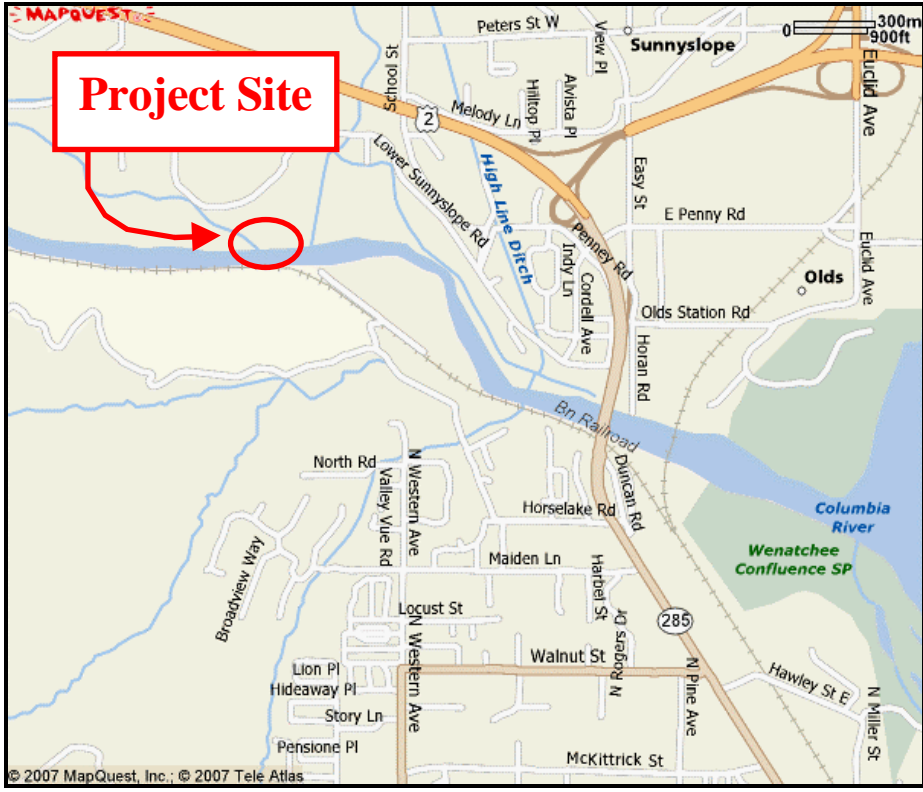 MAPQUEST
Peters St W
0 300m
900ft
Sunnyslope
View Pl
School St
Project Site
Hilltop Pl
Alvista Pl
Euclid Ave
2
Melody Ln
Lower Sunnyslope Rd
High Line Ditch
Easy St
E Penny Rd
Penney Rd
Indy Ln
Cordell Ave
Euclid Ave
Olds
Olds Station Rd
Horan Rd
Bn Railroad
North Rd
Valley Vue Rd
N Western Ave
Duncan Rd
Columbia
River
Horselake Rd
Wenatchee
Confluence SP
Maiden Ln
Harbel St
Broadview Way
Locust St
N Western Ave
N Rogers Dr
285
Walnut St
Lion Pl
Hideaway Pl
N Pine Ave
Hawley St E
N Miller St
Story Ln
Pensione Pl
McKittrick St
© 2007 MapQuest, Inc.; © 2007 Tele Atlas